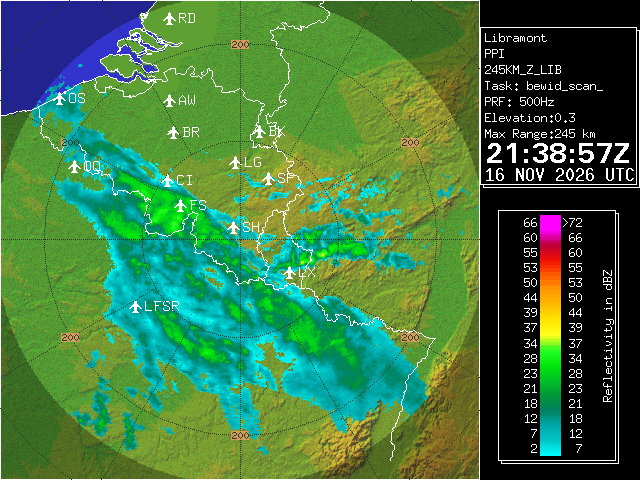 RD
200
OS
AW
BR
BK
200
200
LG
CI
SP
FS
SH
LX
LFSR
200
200
200
Libramont
PPI
245KM_Z_LIB
Task: bewid_scan_
PRF: 500Hz
Elevation:0.3
Max Range:245 km
21:38:57Z
16 NOV 2026 UTC
66 >72
60 66
55 60
53 55
50 53
44 50
39 44
37 39
34 37
28 34
23 28
21 23
18 21
12 18
7 12
2 7
Reflectivity in dBZ